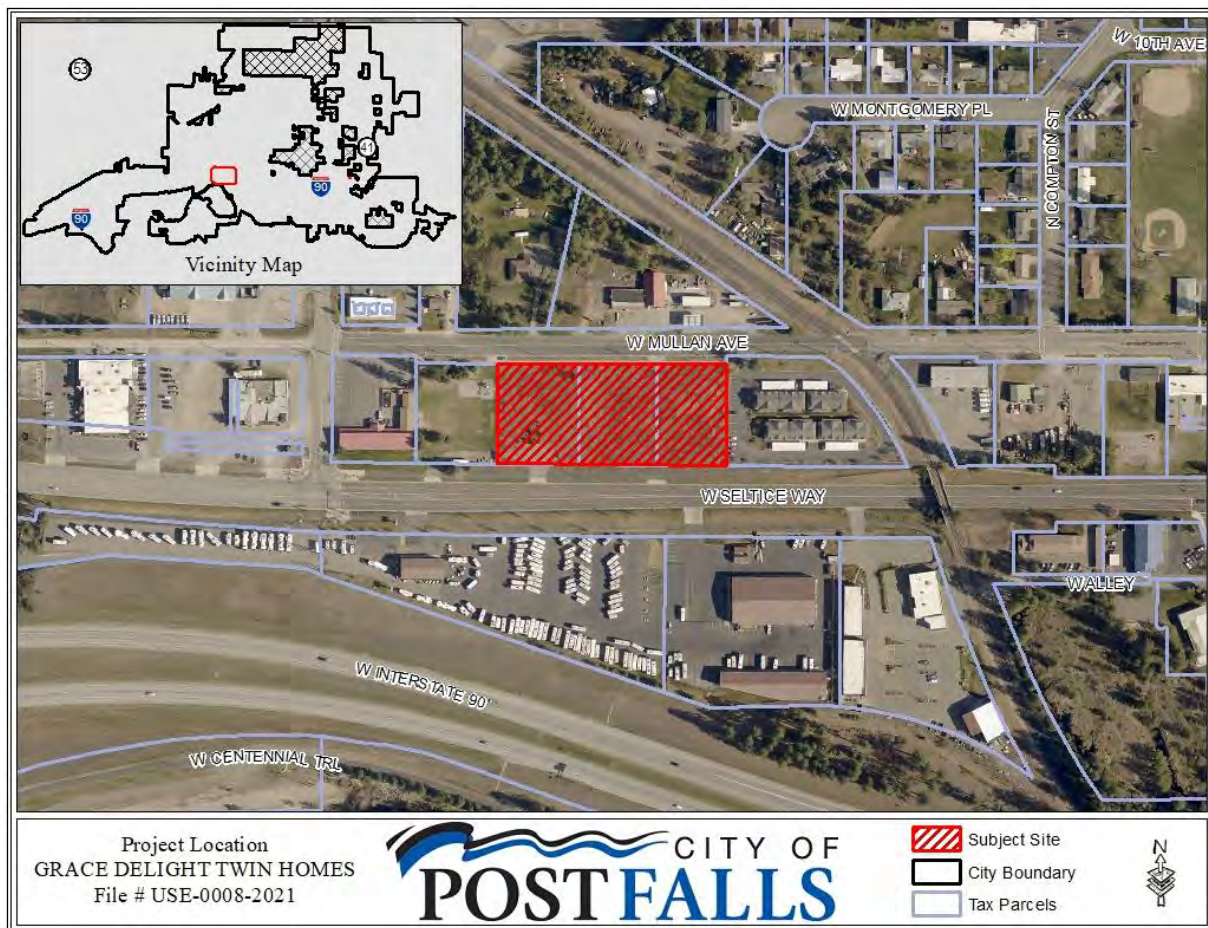 53
41
90
90
Vicinity Map
W 10TH AVE
W MONTGOMERY PL
N COMPTON ST
W MULLAN AVE
W SELTICE WAY
W ALLEY
W INTERSTATE 90
W CENTENNIAL TRL
Project Location
GRACE DELIGHT TWIN HOMES
File # USE-0008-2021
CITY OF
POST FALLS
Subject Site
City Boundary
Tax Parcels
N